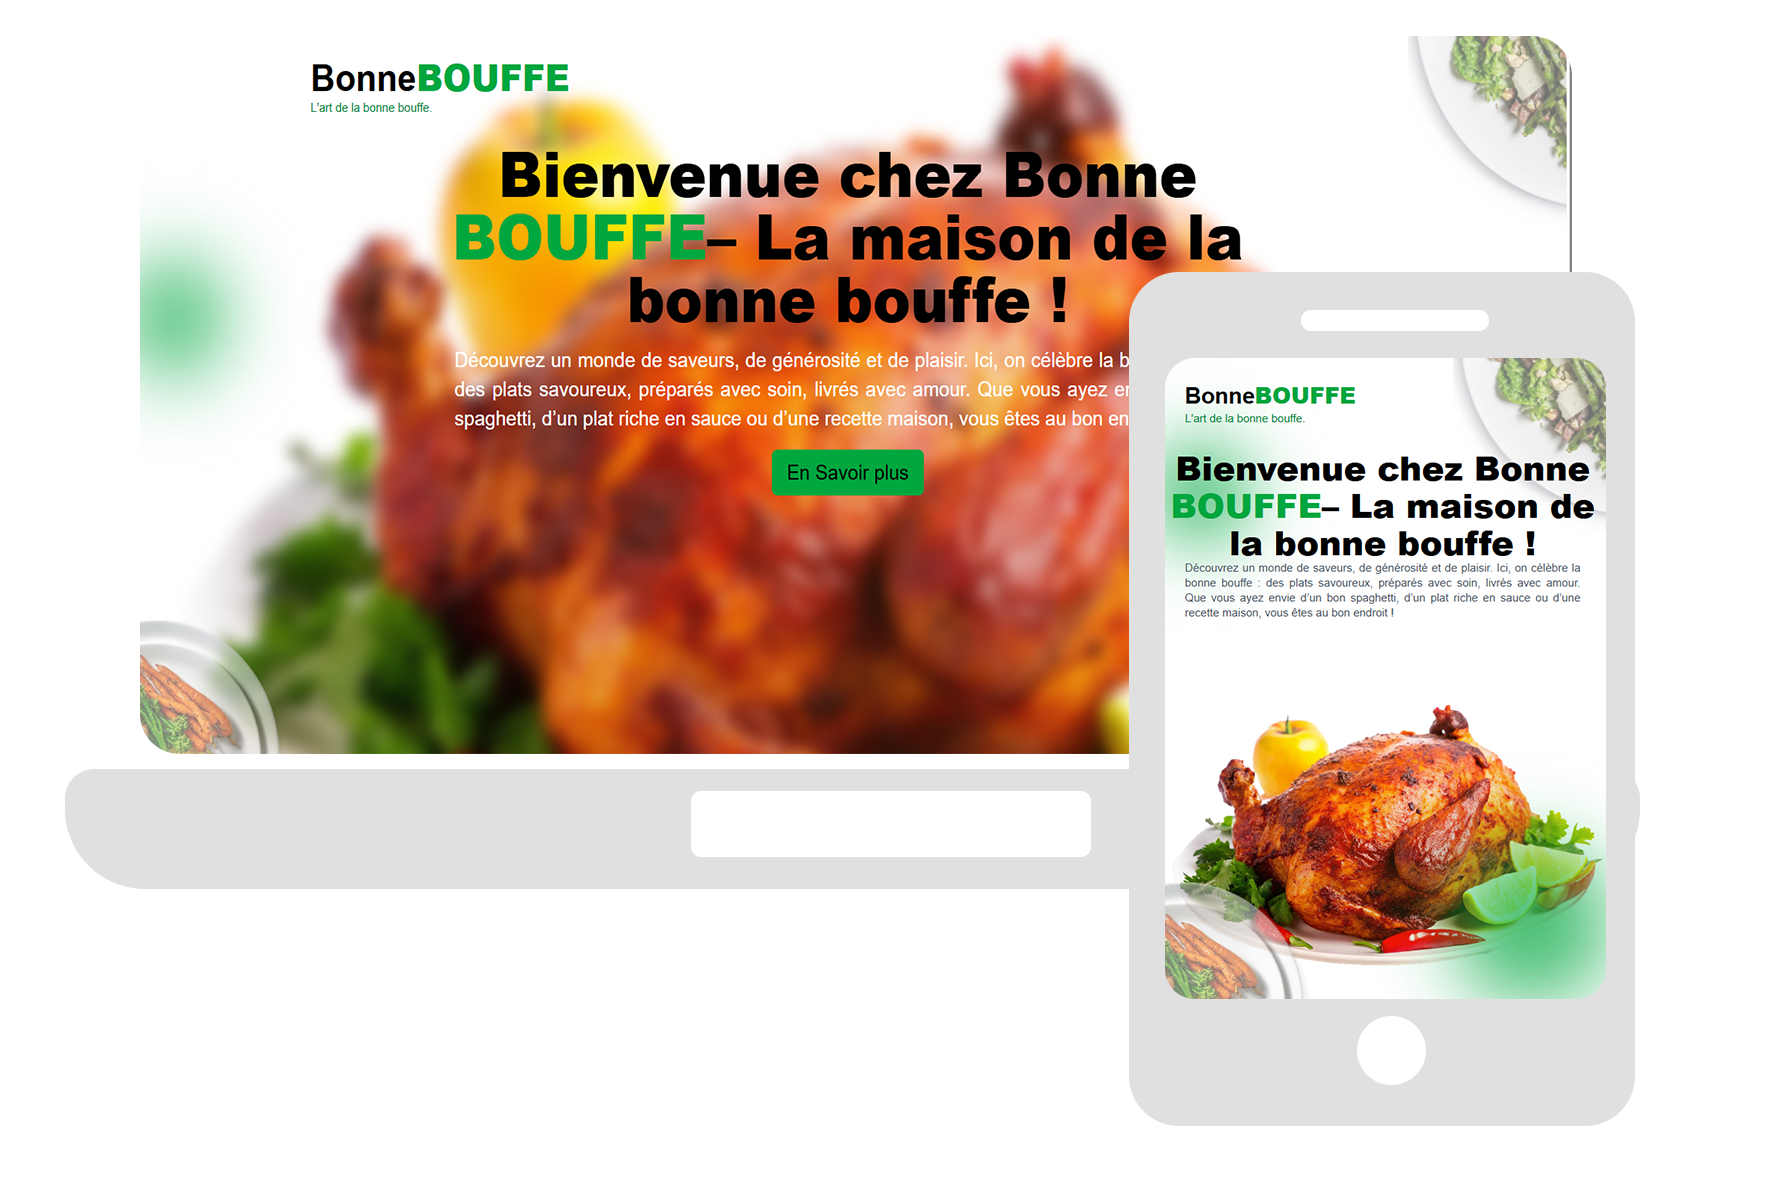 BonneBOUFFE
L'art de la bonne bouffe.
Bienvenue chez Bonne
BOUFFE– La maison de la
bonne bouffe !
Découvrez un monde de saveurs, de générosité et de plaisir. Ici, on célèbre la
des plats savoureux, préparés avec soin, livrés avec amour. Que vous ayez
spaghetti, d’un plat riche en sauce ou d’une recette maison, vous êtes au bon
En Savoir plus
BonneBOUFFE
L'art de la bonne bouffe.
Bienvenue chez Bonne
BOUFFE– La maison de
la bonne bouffe !
Découvrez un monde de saveurs, de générosité et de plaisir. Ici, on célèbre la
bonne bouffe : des plats savoureux, préparés avec soin, livrés avec amour.
Que vous ayez envie d’un bon spaghetti, d’un plat riche en sauce ou d’une
recette maison, vous êtes au bon endroit !